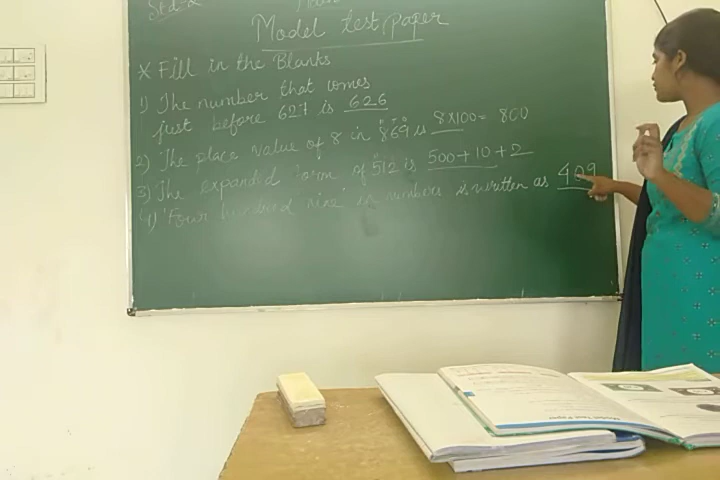 Std-2
Model test paper
X Fill in the Blanks
1) The number that comes
just before 627 is 626
2) The place value of 8 in 869 is 8×100 = 800
3) The expanded form of 512 is 500+10+2
4) 'Four hundred nine' in numbers is written as 409